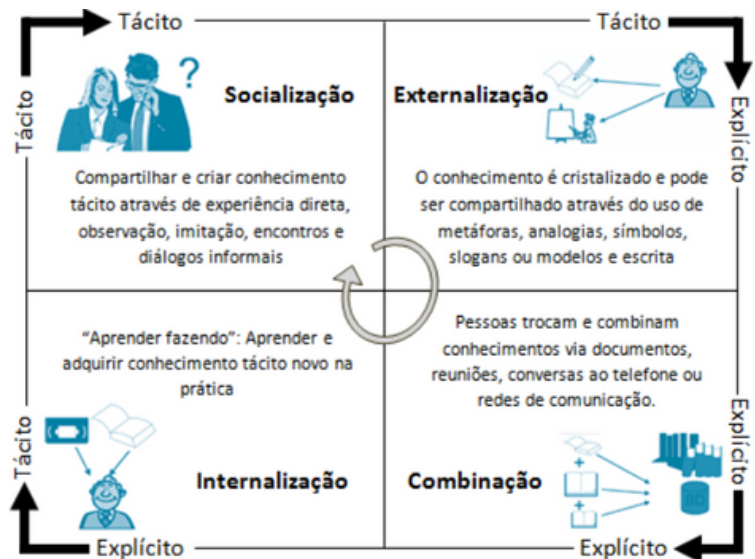 Tácito
Tácito
Tácito
Explícito
?
Socialização
Externalização
Compartilhar e criar conhecimento
tácito através de experiência direta,
observação, imitação, encontros e
diálogos informais
O conhecimento é cristalizado e pode
ser compartilhado através do uso de
metáforas, analogias, símbolos,
slogans ou modelos e escrita
“Aprender fazendo”: Aprender e
adquirir conhecimento tácito novo na
prática
Pessoas trocam e combinam
conhecimentos via documentos,
reuniões, conversas ao telefone ou
redes de comunicação.
Tácito
Explícito
Internalização
Combinação
+
+
BD
Explícito
Explícito